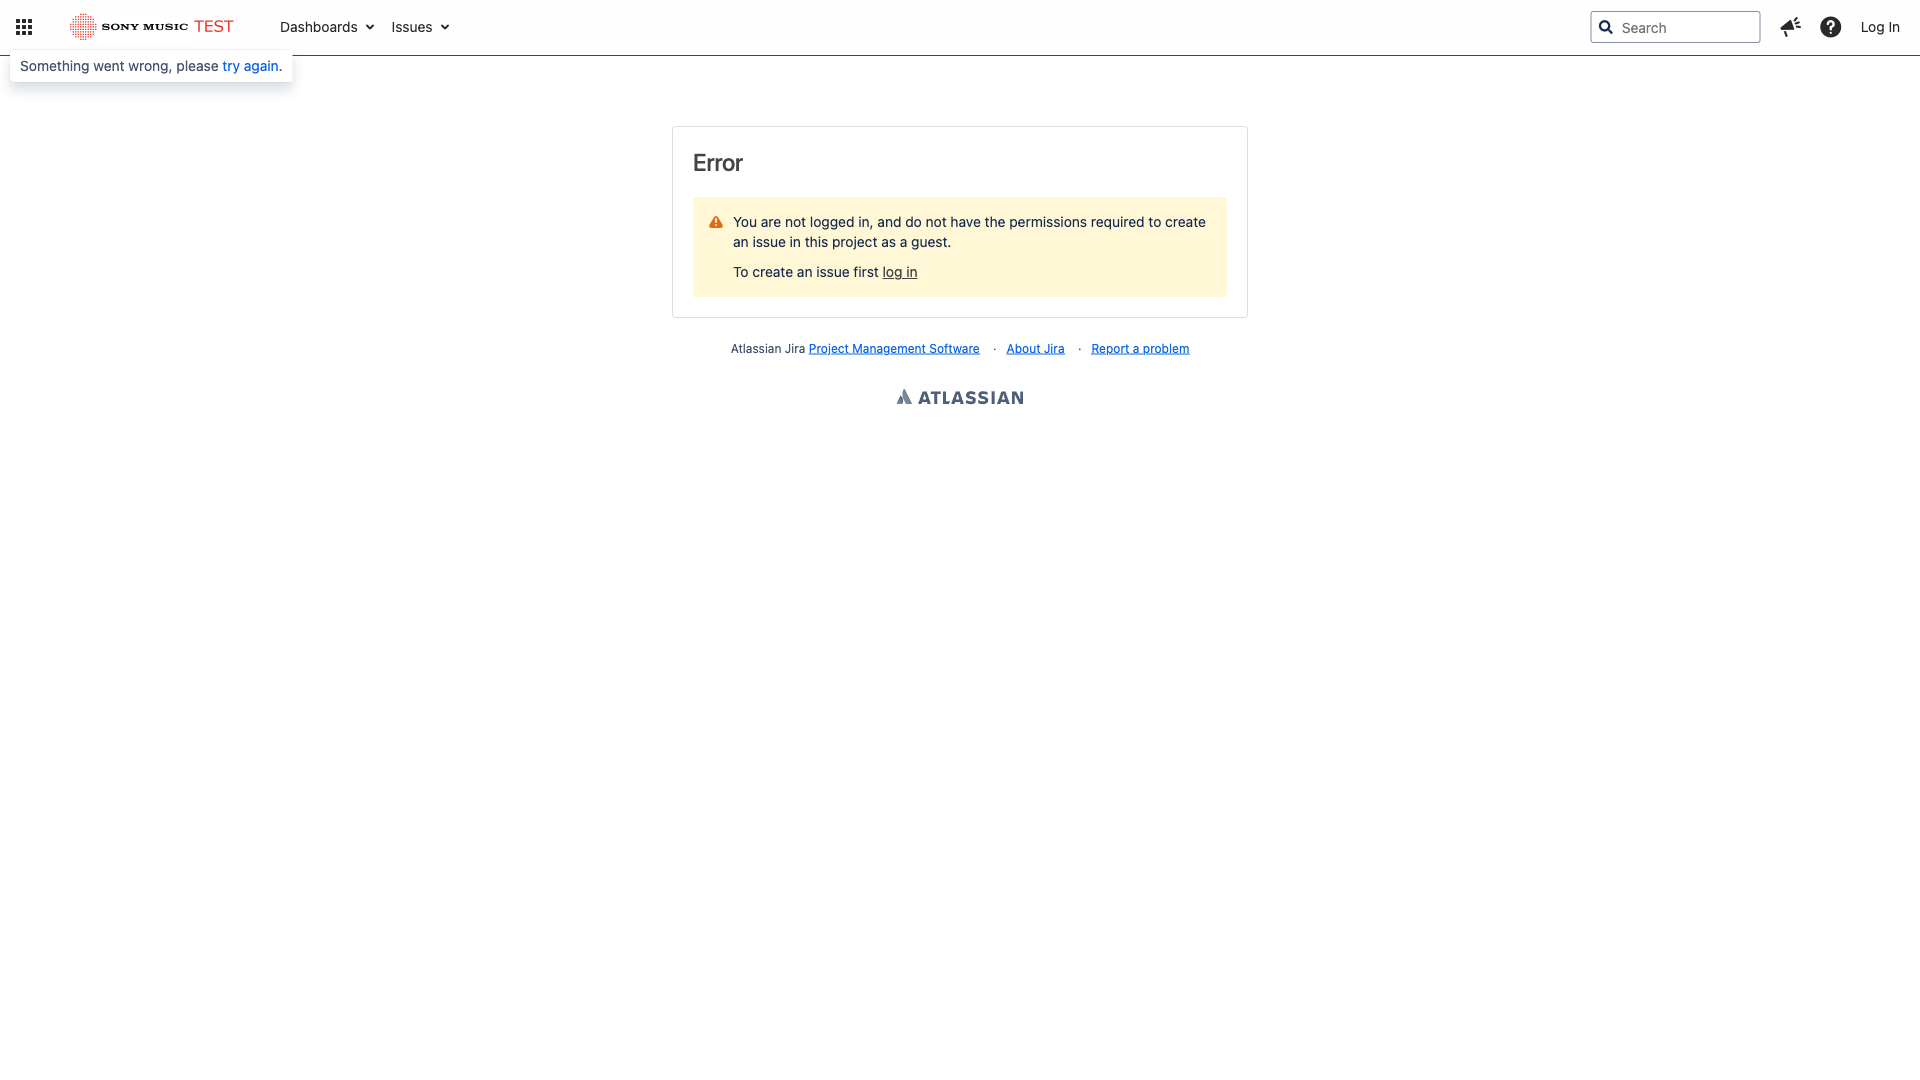 SONY MUSIC TEST
Dashboards
Issues
Search
Log In
Something went wrong, please try again.
Error
You are not logged in, and do not have the permissions required to create
an issue in this project as a guest.
To create an issue first log in
Atlassian Jira Project Management Software · About Jira · Report a problem
ATLASSIAN